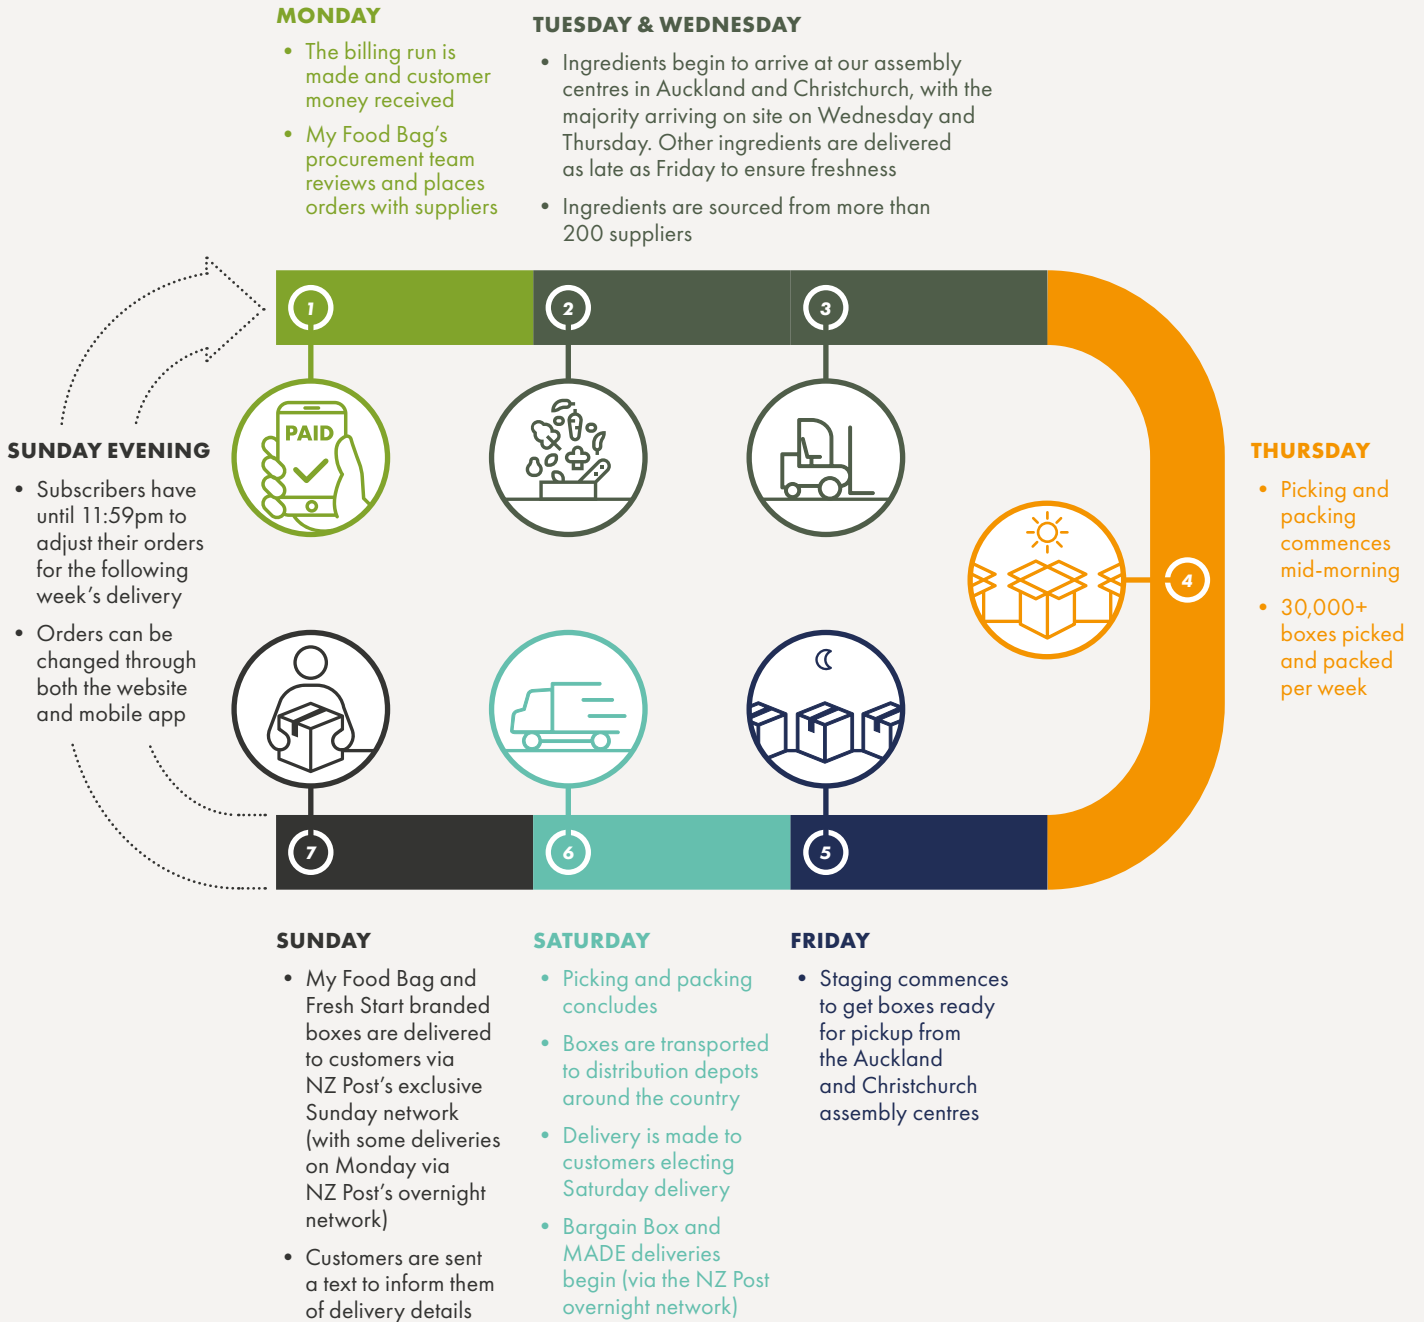 MONDAY
• The billing run is
made and customer
money received
• My Food Bag's
procurement team
reviews and places
orders with suppliers
TUESDAY & WEDNESDAY
• Ingredients begin to arrive at our assembly
centres in Auckland and Christchurch, with the
majority arriving on site on Wednesday and
Thursday. Other ingredients are delivered
as late as Friday to ensure freshness
• Ingredients are sourced from more than
200 suppliers
1
2
3
PAID
SUNDAY EVENING
• Subscribers have
until 11:59pm to
adjust their orders
for the following
week's delivery
• Orders can be
changed through
both the website
and mobile app
4
THURSDAY
• Picking and
packing
commences
mid-morning
• 30,000+
boxes picked
and packed
per week
7
6
5
SUNDAY
• My Food Bag and
Fresh Start branded
boxes are delivered
to customers via
NZ Post's exclusive
Sunday network
(with some deliveries
on Monday via
NZ Post's overnight
network)
• Customers are sent
a text to inform them
of delivery details
SATURDAY
• Picking and packing
concludes
• Boxes are transported
to distribution depots
around the country
• Delivery is made to
customers electing
Saturday delivery
• Bargain Box and
MADE deliveries
begin (via the NZ Post
overnight network)
FRIDAY
• Staging commences
to get boxes ready
for pickup from
the Auckland
and Christchurch
assembly centres